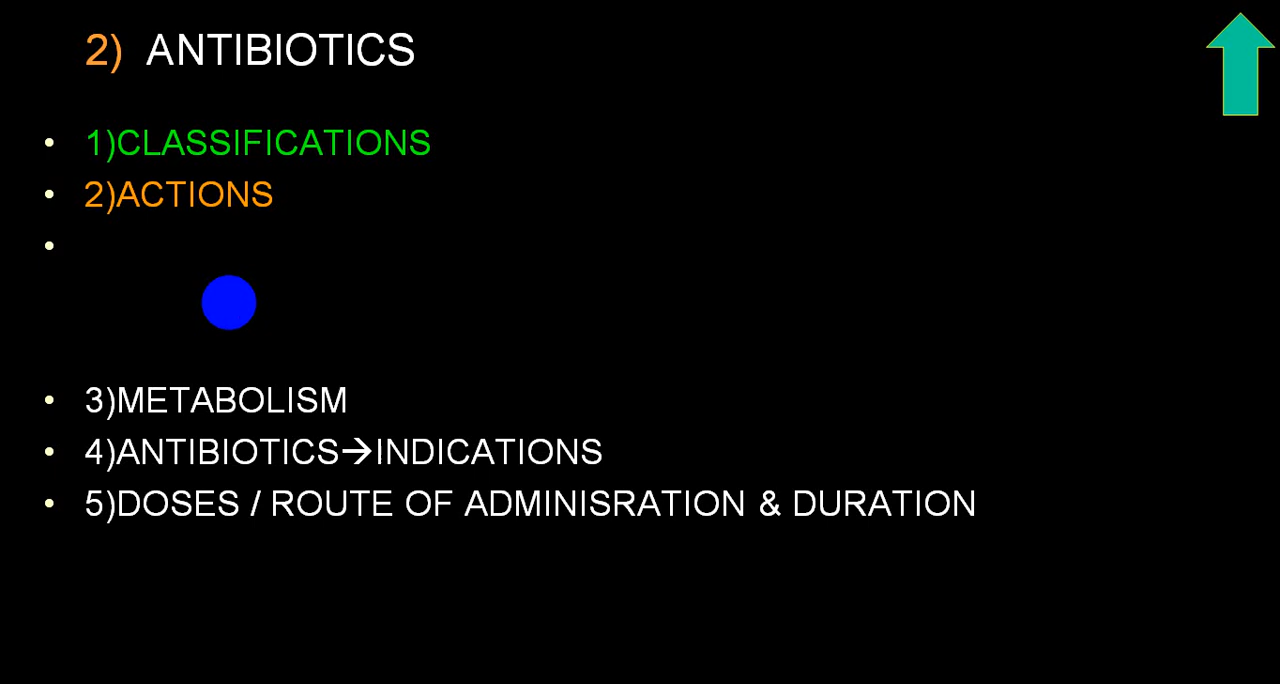 2) ANTIBIOTICS
• 1)CLASSIFICATIONS
• 2)ACTIONS
•
• 3)METABOLISM
• 4)ANTIBIOTICS→INDICATIONS
• 5)DOSES / ROUTE OF ADMINISRATION & DURATION